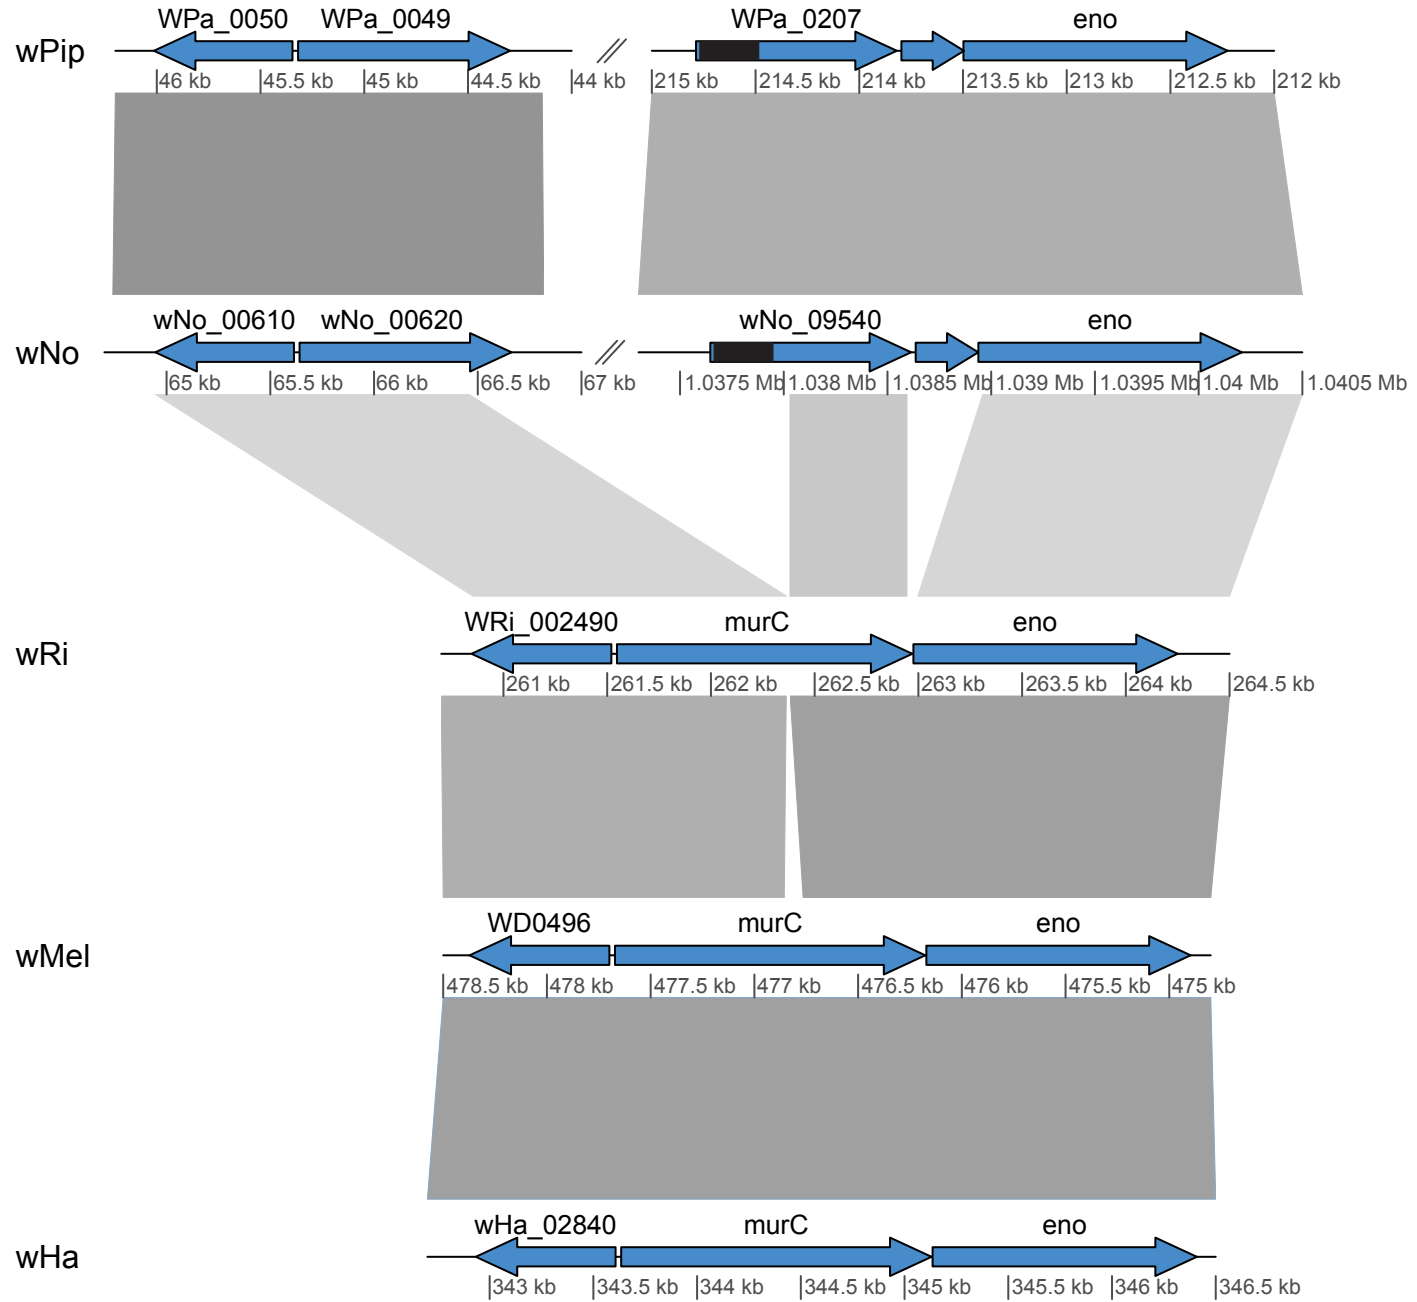 WPa_0050 WPa_0049 WPa_0207 eno
wPip
46 kb 45.5 kb 45 kb 44.5 kb 44 kb 215 kb 214.5 kb 214 kb 213.5 kb 213 kb 212.5 kb 212 kb
wNo_00610 wNo_00620 wNo_09540 eno
wNo
65 kb 65.5 kb 66 kb 66.5 kb 67 kb 1.0375 Mb 1.038 Mb 1.0385 Mb 1.039 Mb 1.0395 Mb 1.04 Mb 1.0405 Mb
WRi_002490 murC eno
wRi
261 kb 261.5 kb 262 kb 262.5 kb 263 kb 263.5 kb 264 kb 264.5 kb
WD0496 murC eno
wMel
478.5 kb 478 kb 477.5 kb 477 kb 476.5 kb 476 kb 475.5 kb 475 kb
wHa_02840 murC eno
wHa
343 kb 343.5 kb 344 kb 344.5 kb 345 kb 345.5 kb 346 kb 346.5 kb